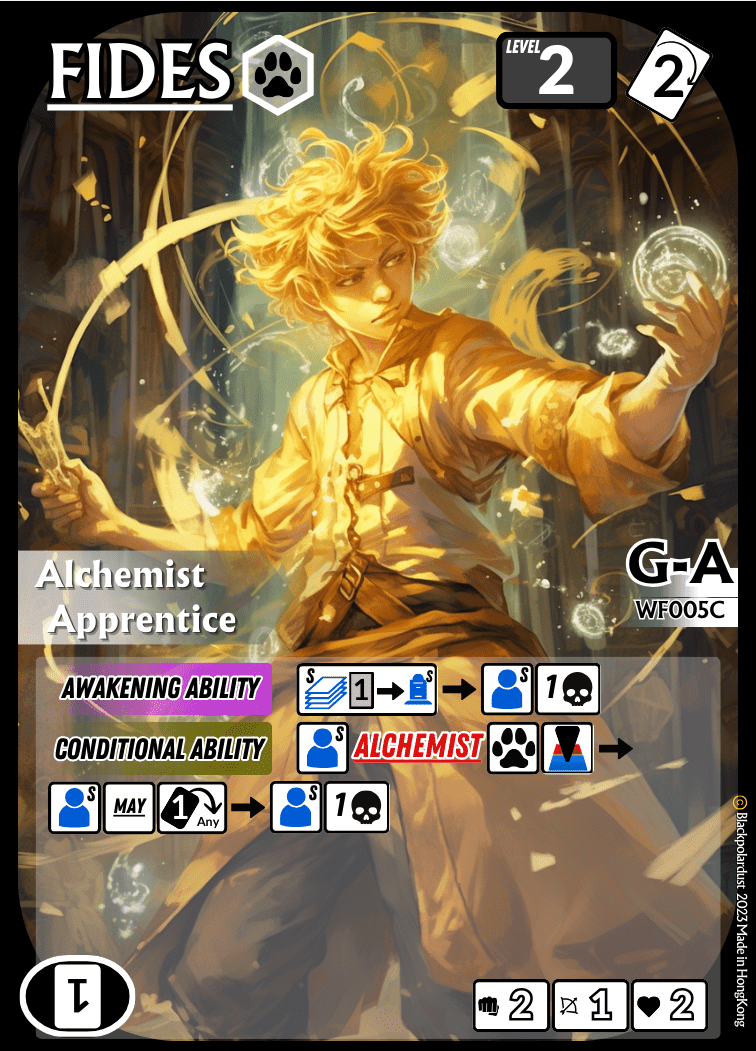 FIDES
LEVEL 2
2
Alchemist
Apprentice
G-A
WF005C
AWAKENING ABILITY S 1 S S 1
CONDITIONAL ABILITY S ALCHEMIST
S MAY 1 Any S 1
© Blackpolardust 2023 Made in HongKong
1
2 1 2